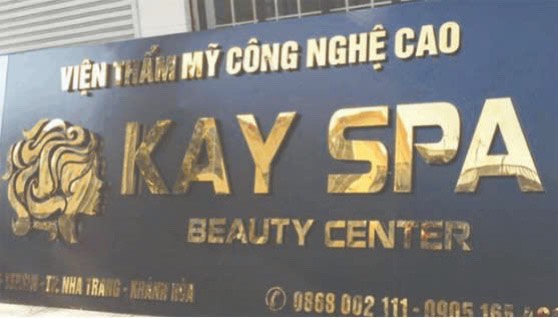 VIỆN THẨM MỸ CÔNG NGHỆ CAO
KAY SPA
BEAUTY CENTER
YERSIN - TP. NHA TRANG - KHÁNH HÒA
0868 002 111 - 0905 165